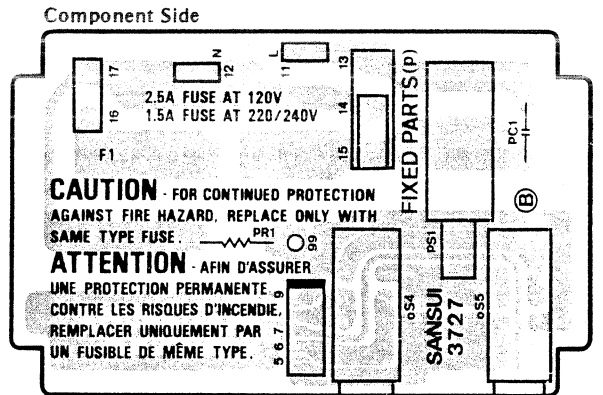 Component Side
17
16
F1
N
12
L
11
13
14
15
2.5A FUSE AT 120V
1.5A FUSE AT 220/240V
FIXED PARTS(P)
PC1
B
CAUTION - FOR CONTINUED PROTECTION
AGAINST FIRE HAZARD, REPLACE ONLY WITH
SAME TYPE FUSE.
PR1
99
ATTENTION - AFIN D'ASSURER
UNE PROTECTION PERMANENTE
CONTRE LES RISQUES D'INCENDIE,
REMPLACER UNIQUEMENT PAR
UN FUSIBLE DE MÊME TYPE.
9
5 6 7
oS4
PS1
SANSUI
3727
oS5